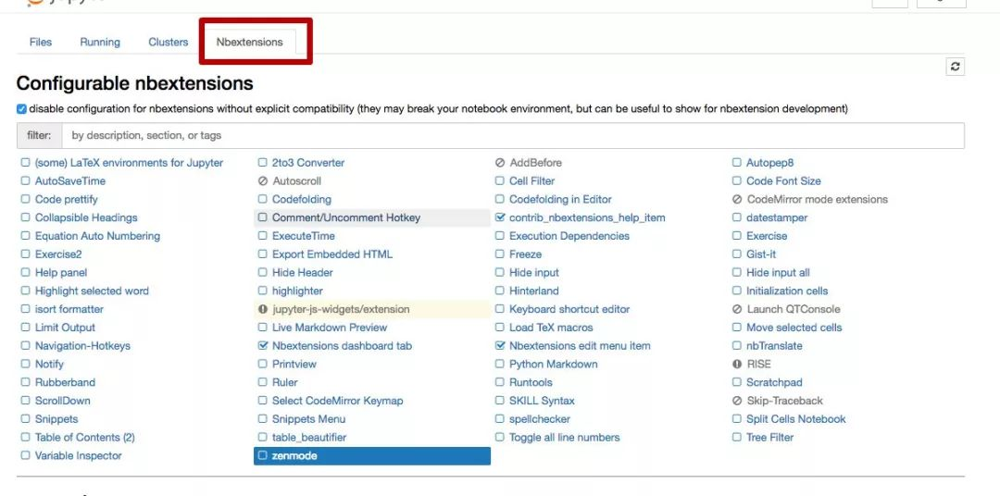 Files Running Clusters Nbextensions
Configurable nbextensions
disable configuration for nbextensions without explicit compatibility (they may break your notebook environment, but can be useful to show for nbextension development)
filter: by description, section, or tags
(some) LaTeX environments for Jupyter 2to3 Converter AddBefore Autopep8
AutoSaveTime Autoscroll Cell Filter Code Font Size
Code prettify Codefolding Codefolding in Editor CodeMirror mode extensions
Collapsible Headings Comment/Uncomment Hotkey contrib_nbextensions_help_item datestamper
Equation Auto Numbering ExecuteTime Execution Dependencies Exercise
Exercise2 Export Embedded HTML Freeze Gist-it
Help panel Hide Header Hide input Hide input all
Highlight selected word highlighter Hinterland Initialization cells
isort formatter jupyter-js-widgets/extension Keyboard shortcut editor Launch QTConsole
Limit Output Live Markdown Preview Load TeX macros Move selected cells
Navigation-Hotkeys Nbextensions dashboard tab Nbextensions edit menu item nbTranslate
Notify Printview Python Markdown RISE
Rubberband Ruler Runtools Scratchpad
ScrollDown Select CodeMirror Keymap SKILL Syntax Skip-Traceback
Snippets Snippets Menu spellchecker Split Cells Notebook
Table of Contents (2) table_beautifier Toggle all line numbers Tree Filter
Variable Inspector zenmode